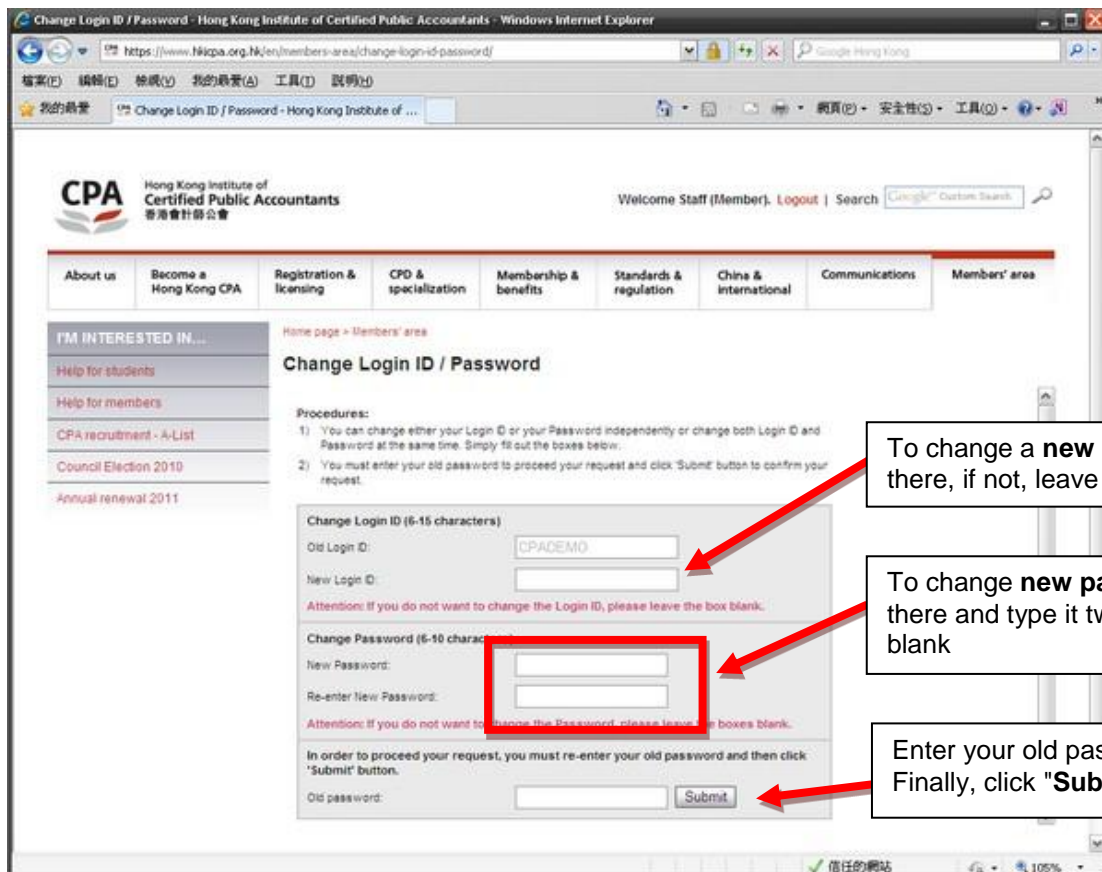 Change Login ID / Password - Hong Kong Institute of Certified Public Accountants - Windows Internet Explorer
https://www.hkicpa.org.hk/en/members-area/change-login-id-password/
Google Hong Kong
檔案(F) 編輯(E) 檢視(V) 我的最愛(A) 工具(T) 說明(H)
我的最愛 Change Login ID / Password - Hong Kong Institute of ... 網頁(P) 安全性(S) 工具(O)
CPA Hong Kong Institute of
Certified Public Accountants
香港會計師公會
Welcome Staff (Member). Logout | Search Google™ Custom Search
About us
Become a
Hong Kong CPA
Registration &
licensing
CPD &
specialization
Membership &
benefits
Standards &
regulation
China &
international
Communications
Members' area
I'M INTERESTED IN...
Help for students
Help for members
CPA recruitment - A-List
Council Election 2010
Annual renewal 2011
Home page > Members' area
Change Login ID / Password
Procedures:
1) You can change either your Login ID or your Password independently or change both Login ID and
Password at the same time. Simply fill out the boxes below.
2) You must enter your old password to proceed your request and click 'Submit' button to confirm your
request.
Change Login ID (6-15 characters)
Old Login ID: CPADEMO
New Login ID:
Attention: If you do not want to change the Login ID, please leave the box blank.
Change Password (6-10 characters)
New Password:
Re-enter New Password:
Attention: If you do not want to change the Password, please leave the boxes blank.
In order to proceed your request, you must re-enter your old password and then click
'Submit' button.
Old password: Submit
To change a new
there, if not, leave
To change new pa
there and type it tw
blank
Enter your old pas
Finally, click "Sub
信任的網站 105%